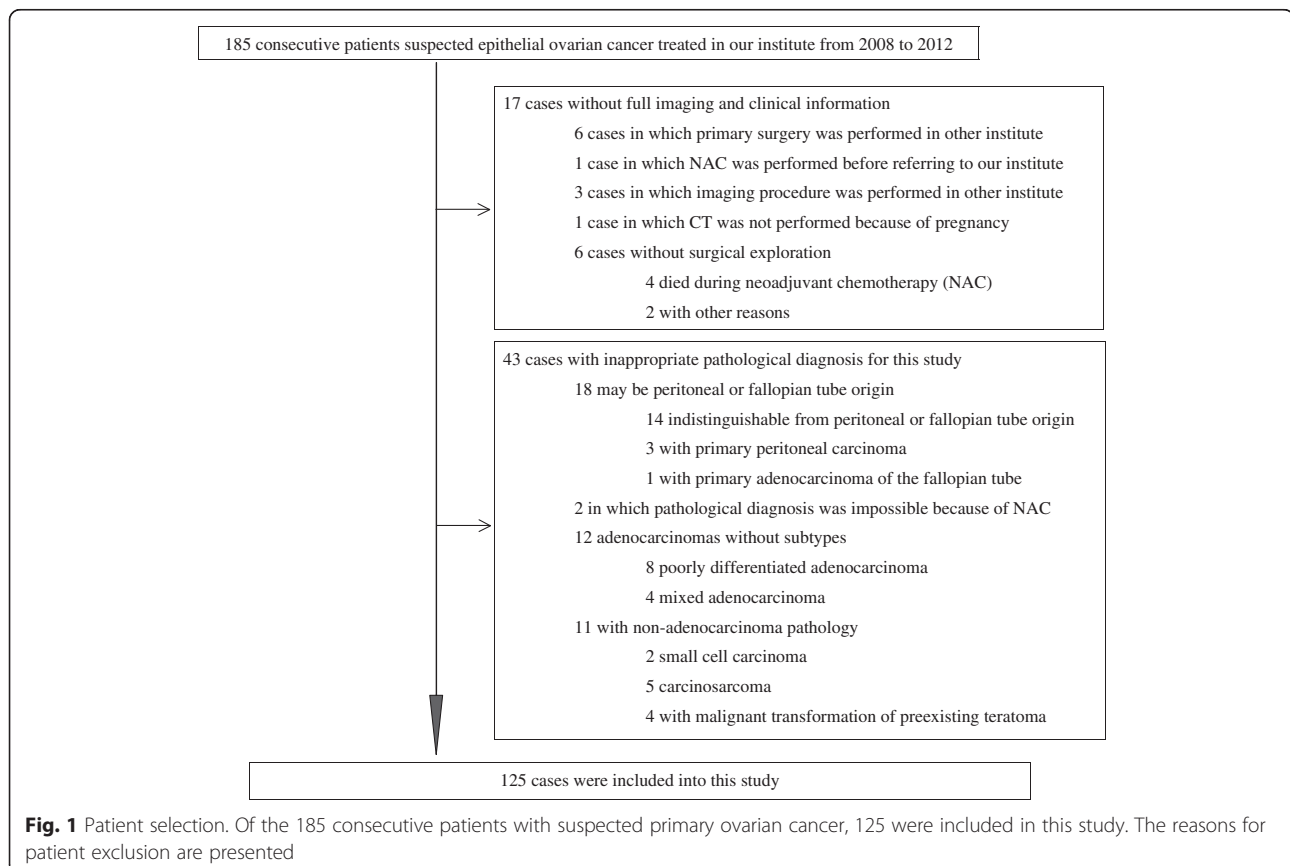 185 consecutive patients suspected epithelial ovarian cancer treated in our institute from 2008 to 2012
17 cases without full imaging and clinical information
6 cases in which primary surgery was performed in other institute
1 case in which NAC was performed before referring to our institute
3 cases in which imaging procedure was performed in other institute
1 case in which CT was not performed because of pregnancy
6 cases without surgical exploration
4 died during neoadjuvant chemotherapy (NAC)
2 with other reasons
43 cases with inappropriate pathological diagnosis for this study
18 may be peritoneal or fallopian tube origin
14 indistinguishable from peritoneal or fallopian tube origin
3 with primary peritoneal carcinoma
1 with primary adenocarcinoma of the fallopian tube
2 in which pathological diagnosis was impossible because of NAC
12 adenocarcinomas without subtypes
8 poorly differentiated adenocarcinoma
4 mixed adenocarcinoma
11 with non-adenocarcinoma pathology
2 small cell carcinoma
5 carcinosarcoma
4 with malignant transformation of preexisting teratoma
125 cases were included into this study
Fig. 1 Patient selection. Of the 185 consecutive patients with suspected primary ovarian cancer, 125 were included in this study. The reasons for
patient exclusion are presented